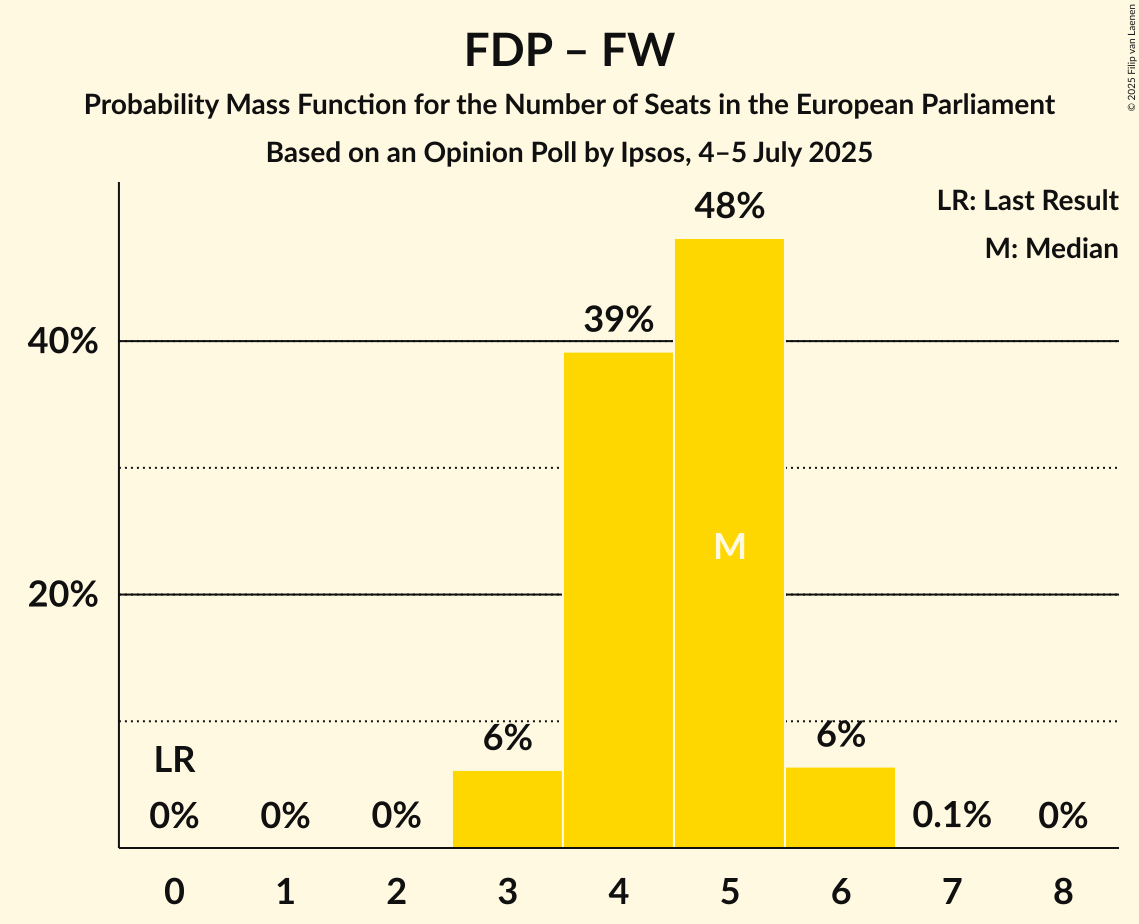 FDP – FW
Probability Mass Function for the Number of Seats in the European Parliament
Based on an Opinion Poll by Ipsos, 4–5 July 2025
© 2025 Filip van Laenen
LR: Last Result
M: Median
48%
39%
40%
M
20%
6%
6%
LR
0%
0%
0%
0.1%
0%
0
1
2
3
4
5
6
7
8